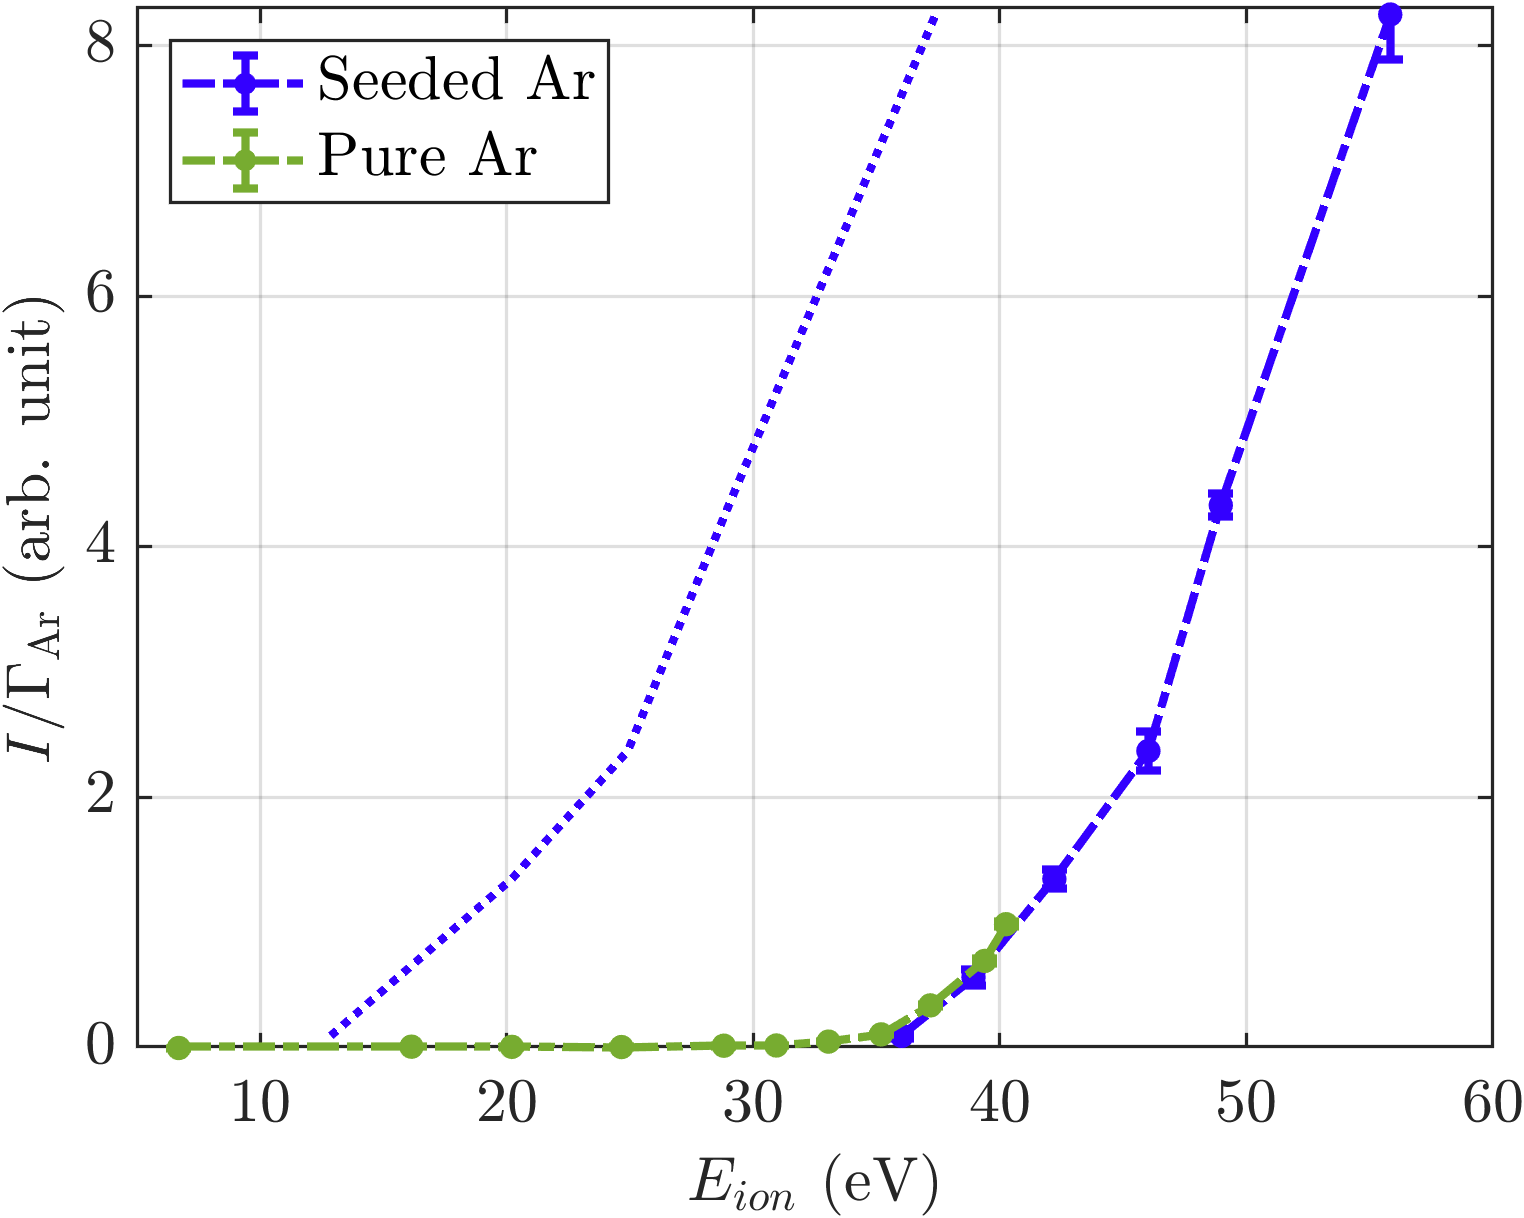 Seeded Ar
Pure Ar
8
6
4
2
0
I/Γ_Ar (arb. unit)
10 20 30 40 50 60
E_ion (eV)